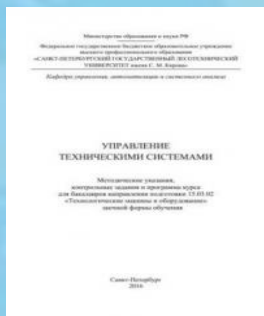 Министерство образования и науки РФ
Федеральное государственное бюджетное образовательное учреждение
высшего профессионального образования
«САНКТ-ПЕТЕРБУРГСКИЙ ГОСУДАРСТВЕННЫЙ ЛЕСОТЕХНИЧЕСКИЙ
УНИВЕРСИТЕТ имени С. М. Кирова»
Кафедра управления, автоматизации и системного анализа
УПРАВЛЕНИЕ
ТЕХНИЧЕСКИМИ СИСТЕМАМИ
Методические указания,
контрольные задания и программа курса
для бакалавров направления подготовки 15.03.02
«Технологические машины и оборудование»
заочной формы обучения
Санкт-Петербург
2016